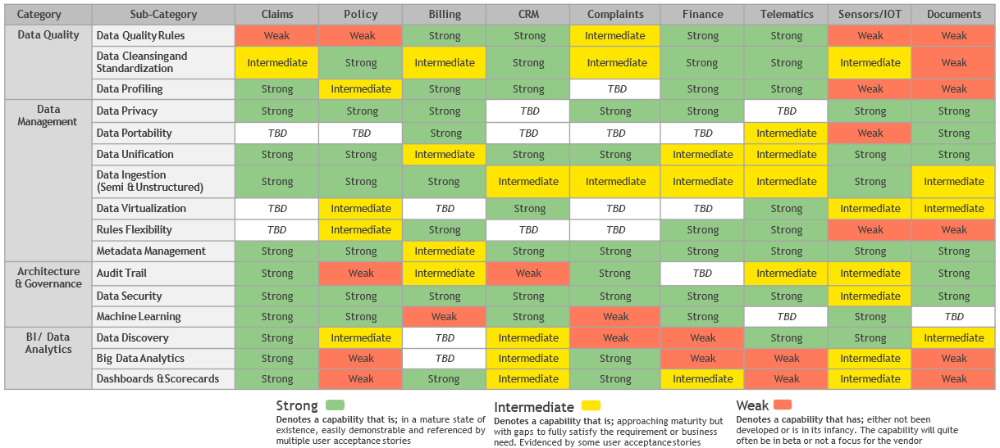 Category Sub-Category Claims Policy Billing CRM Complaints Finance Telematics Sensors/IOT Documents
Data Quality Data Quality Rules Weak Weak Strong Strong Intermediate Strong Strong Weak Weak
Data Cleansingand
Standardization Intermediate Strong Intermediate Strong Intermediate Strong Strong Intermediate Weak
Data Profiling Strong Intermediate Strong Strong TBD Strong Strong Weak Weak
Data
Management Data Privacy Strong Strong Strong TBD Strong Strong TBD Strong Strong
Data Portability TBD TBD Strong TBD TBD TBD Intermediate Weak Strong
Data Unification Strong Strong Intermediate Strong Strong Intermediate Intermediate Strong Strong
Data Ingestion
(Semi & Unstructured) Strong Strong Strong Intermediate Intermediate Intermediate Intermediate Strong Intermediate
Data Virtualization TBD Intermediate TBD Strong TBD TBD Strong Intermediate Intermediate
Rules Flexibility TBD Intermediate Strong TBD TBD Strong Strong Weak Weak
Metadata Management Strong Strong Intermediate Strong Strong Strong Strong Strong Strong
Architecture
& Governance Audit Trail Strong Weak Intermediate Weak Strong TBD Intermediate Intermediate Strong
Data Security Strong Strong Strong Strong Strong Strong Strong Intermediate Strong
Machine Learning Strong Strong Weak Strong Weak Strong TBD Strong TBD
BI/ Data
Analytics Data Discovery Strong Intermediate TBD Intermediate Weak Weak Strong Strong Intermediate
Big Data Analytics Strong Weak TBD Intermediate Strong Weak Weak Intermediate Weak
Dashboards & Scorecards Strong Weak Strong Intermediate Strong Intermediate Weak Intermediate Weak
Strong
Denotes a capability that is; in a mature state of
existence, easily demonstrable and referenced by
multiple user acceptance stories
Intermediate
Denotes a capability that is; approaching maturity but
with gaps to fully satisfy the requirement or business
need. Evidenced by some user acceptance stories
Weak
Denotes a capability that has; either not been
developed or is in its infancy. The capability will quite
often be in beta or not a focus for the vendor